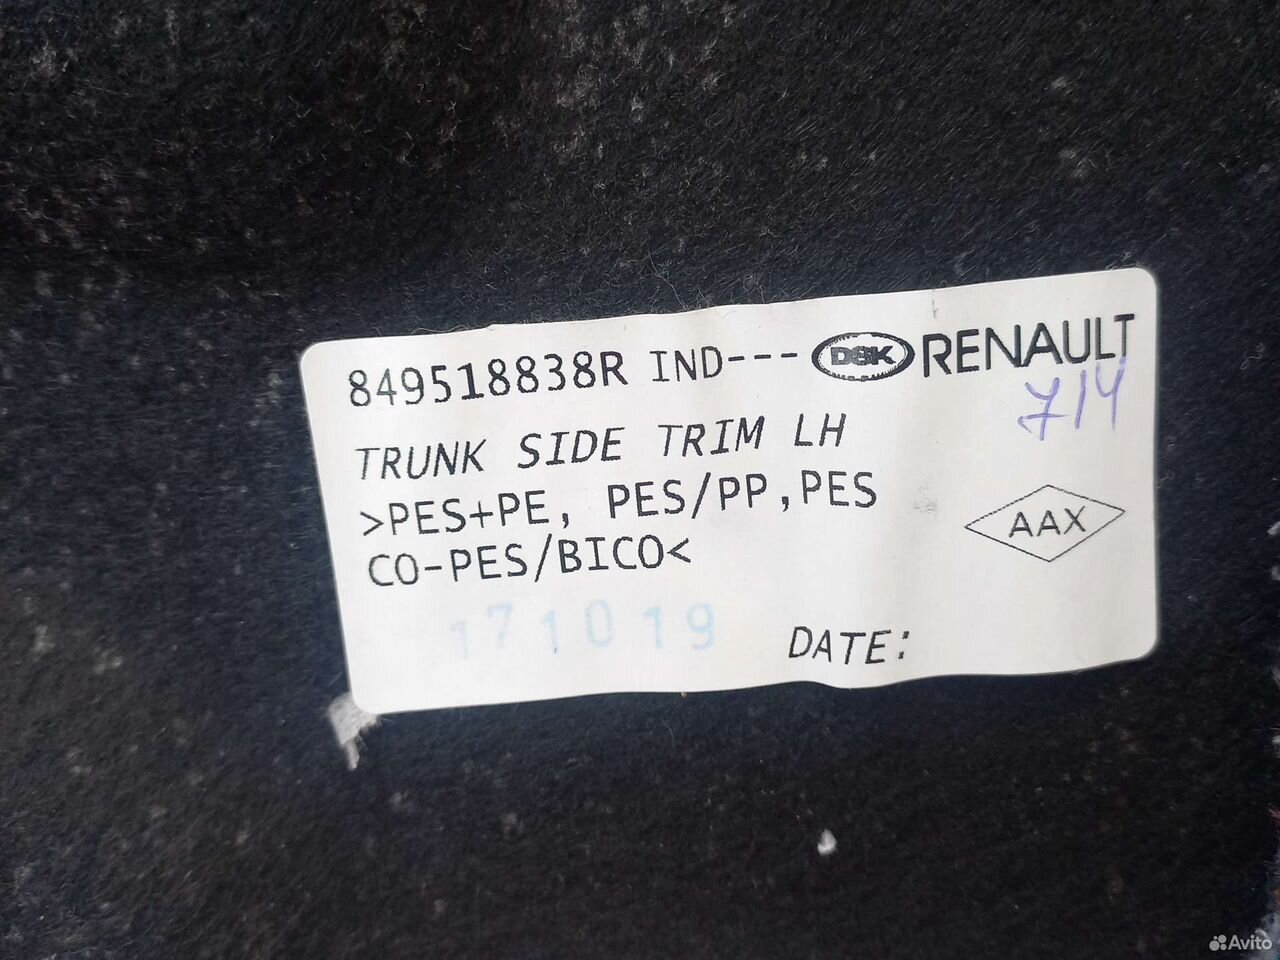 849518838R IND--- DSK RENAULT
714
TRUNK SIDE TRIM LH
>PES+PE, PES/PP,PES
CO-PES/BICO<
AAX
171019
DATE:
Avito